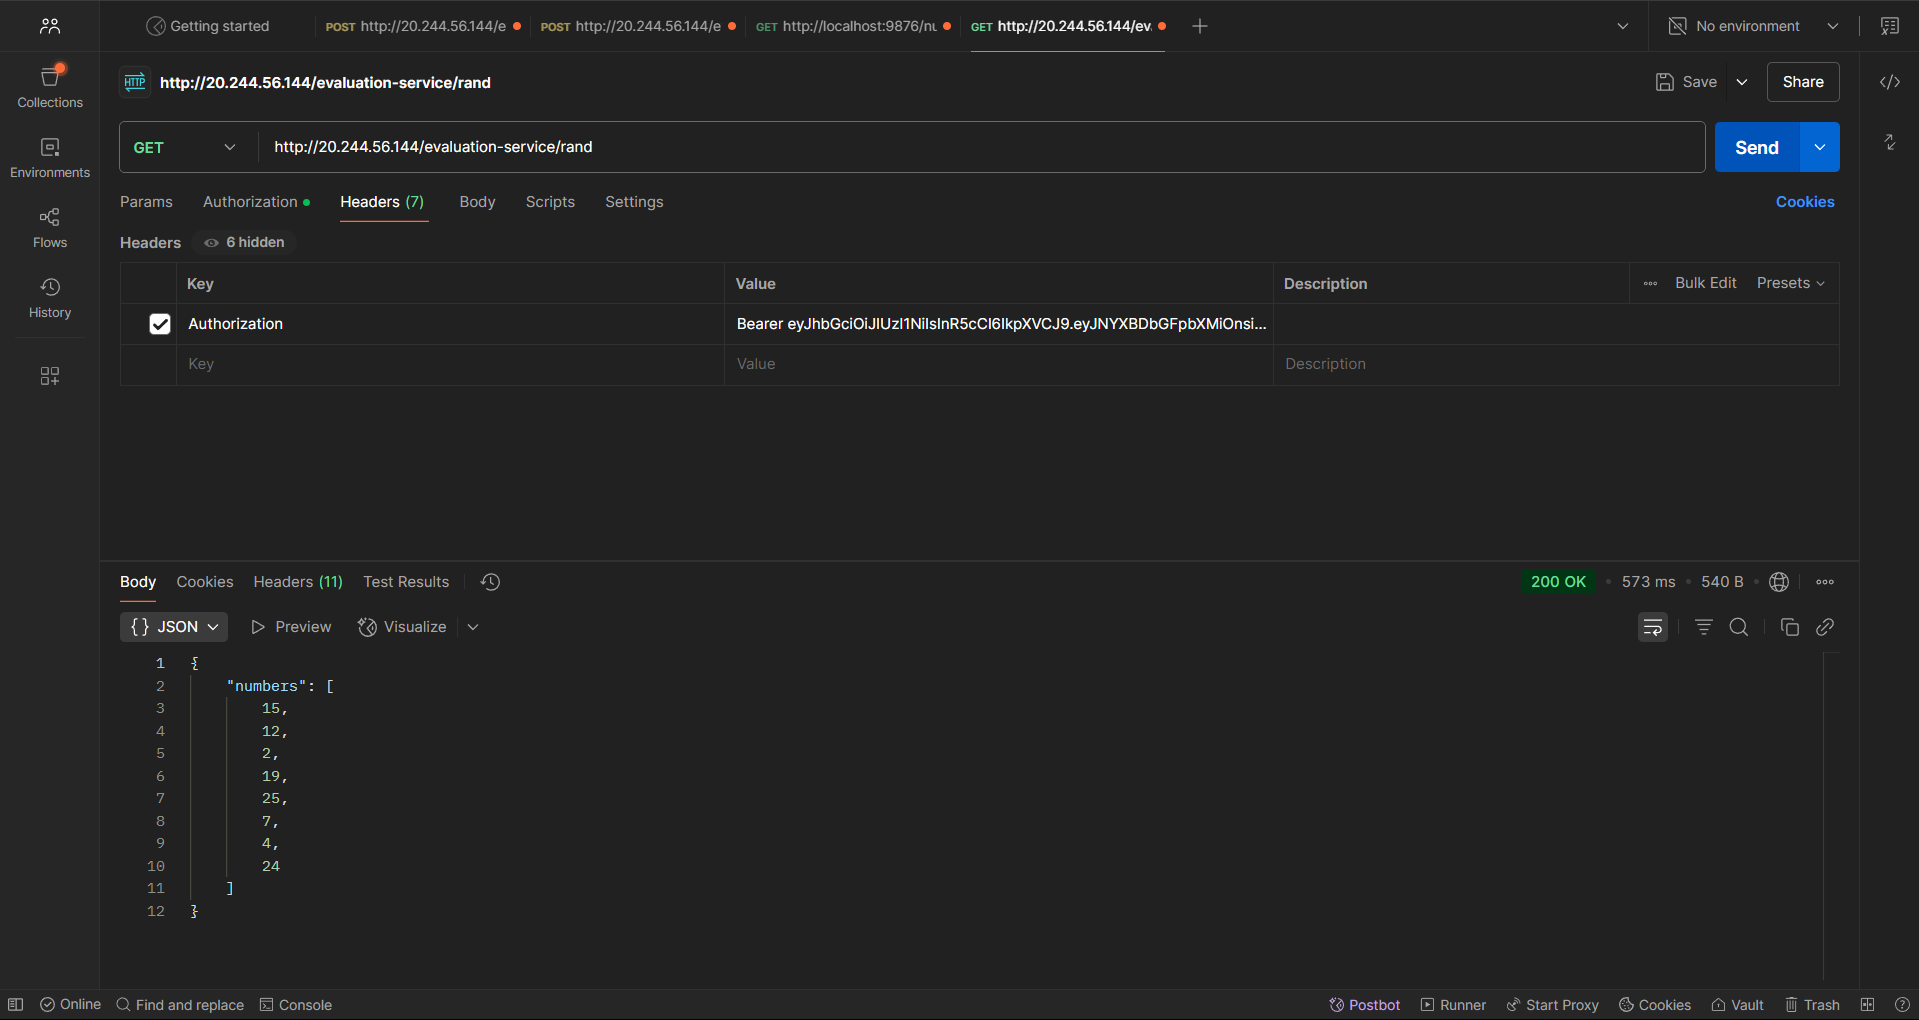 Getting started
POST http://20.244.56.144/e
POST http://20.244.56.144/e
GET http://localhost:9876/nu
GET http://20.244.56.144/ev
No environment
Collections
Environments
Flows
History
HTTP http://20.244.56.144/evaluation-service/rand
Save
Share
GET http://20.244.56.144/evaluation-service/rand
Send
Params Authorization Headers (7) Body Scripts Settings
Cookies
Headers 6 hidden
Key Value Description Bulk Edit Presets
Authorization Bearer eyJhbGciOiJIUzI1NiIsInR5cCI6IkpXVCJ9.eyJNYXBDbGFpbXMiOnsi...
Key Value Description
Body Cookies Headers (11) Test Results
200 OK • 573 ms • 540 B
{} JSON Preview Visualize
1 {
2 "numbers": [
3 15,
4 12,
5 2,
6 19,
7 25,
8 7,
9 4,
10 24
11 ]
12 }
Online Find and replace Console
Postbot Runner Start Proxy Cookies Vault Trash